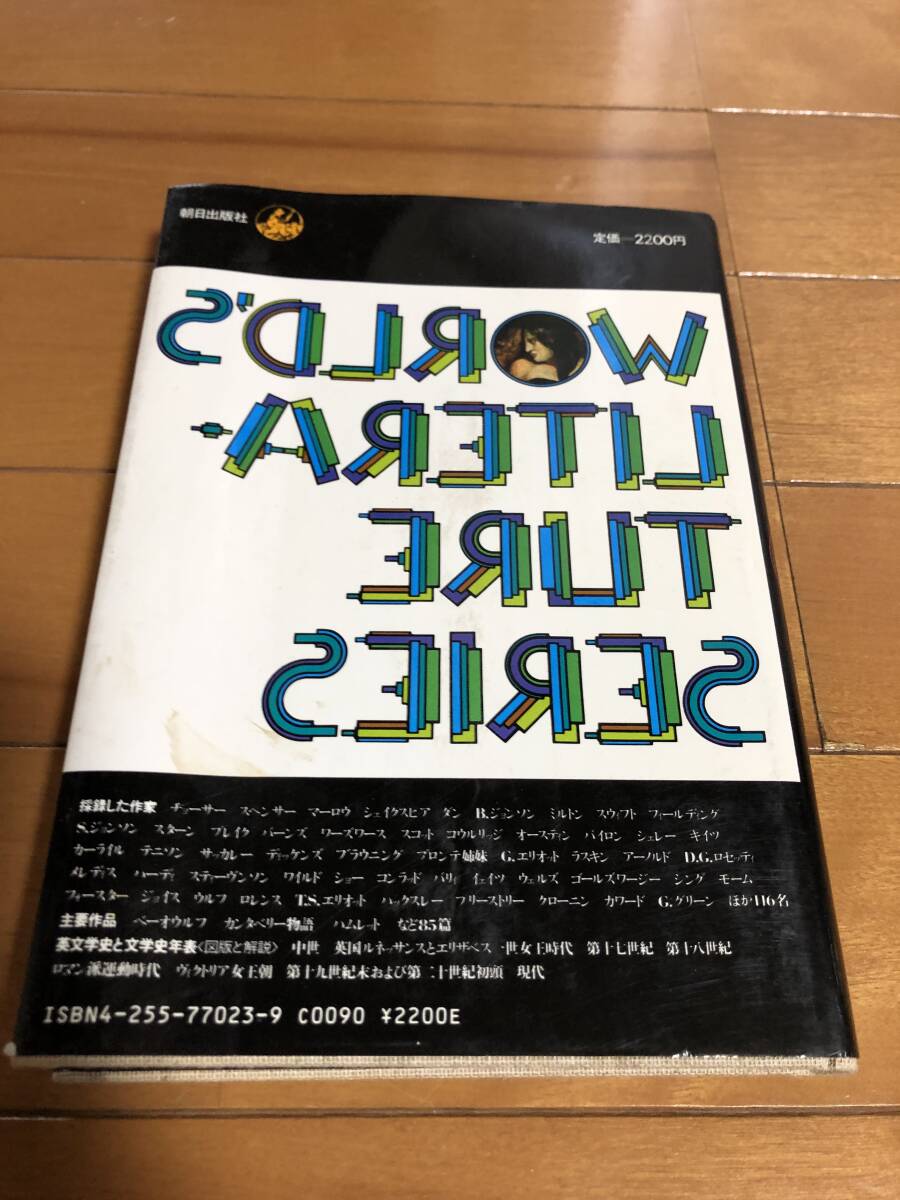 朝日出版社
定価—2200円
WORLD'S
LITERA-
TURE
SERIES
採録した作家 チョーサー スペンサー マーロウ シェイクスピア ダン B.ジョンソン ミルトン スウィフト フィールディング
S.ジョンソン スターン ブレイク バーンズ ワーズワース スコット コウルリッジ オースティン バイロン シェレー キイツ
カーライル テニソン サッカレー ディッケンズ ブラウニング ブロンテ姉妹 G.エリオット ラスキン アーノルド D.G.ロセッティ
メレディス ハーディ スティーヴンソン ワイルド ショー コンラッド バリィ イェイツ ウェルズ ゴールズワージー シング モーム
フォースター ジョイス ウルフ ロレンス T.S.エリオット ハックスレー プリーストリー クローニン カワード G.グリーン ほか116名
主要作品 ベーオウルフ カンタベリー物語 ハムレット など85篇
英文学史と文学史年表〈図版と解説〉 中世 英国ルネッサンスとエリザベス一世女王時代 第十七世紀 第十八世紀
ロマン派運動時代 ヴィクトリア女王朝 第十九世紀末および第二十世紀初頭 現代
ISBN4-255-77023-9 C0090 ¥2200E